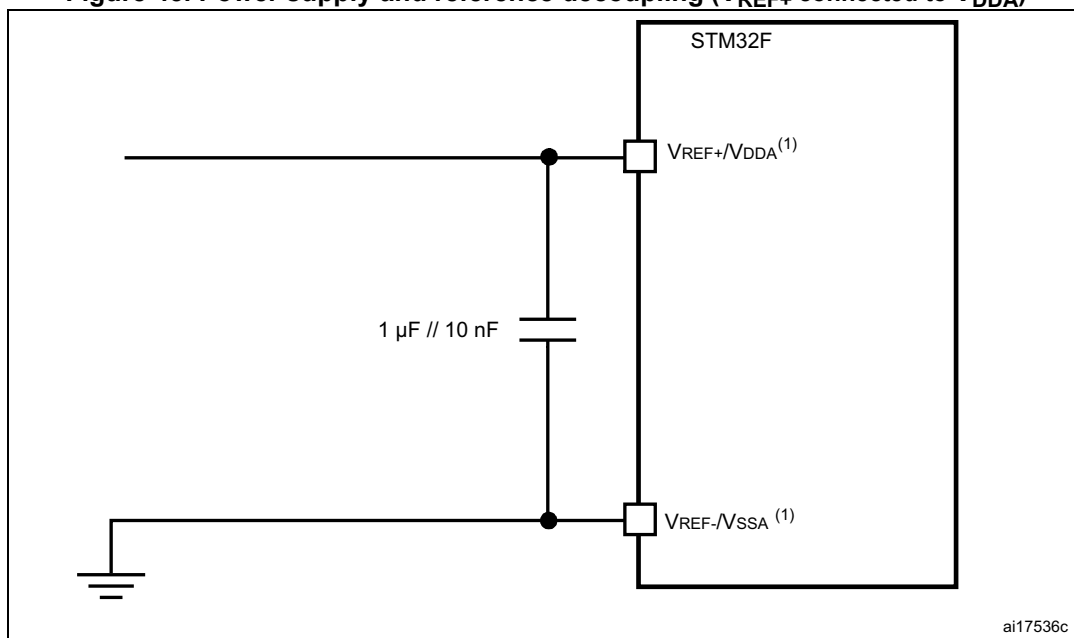 STM32F
VREF+/VDDA(1)
1 µF // 10 nF
VREF-/VSSA (1)
ai17536c